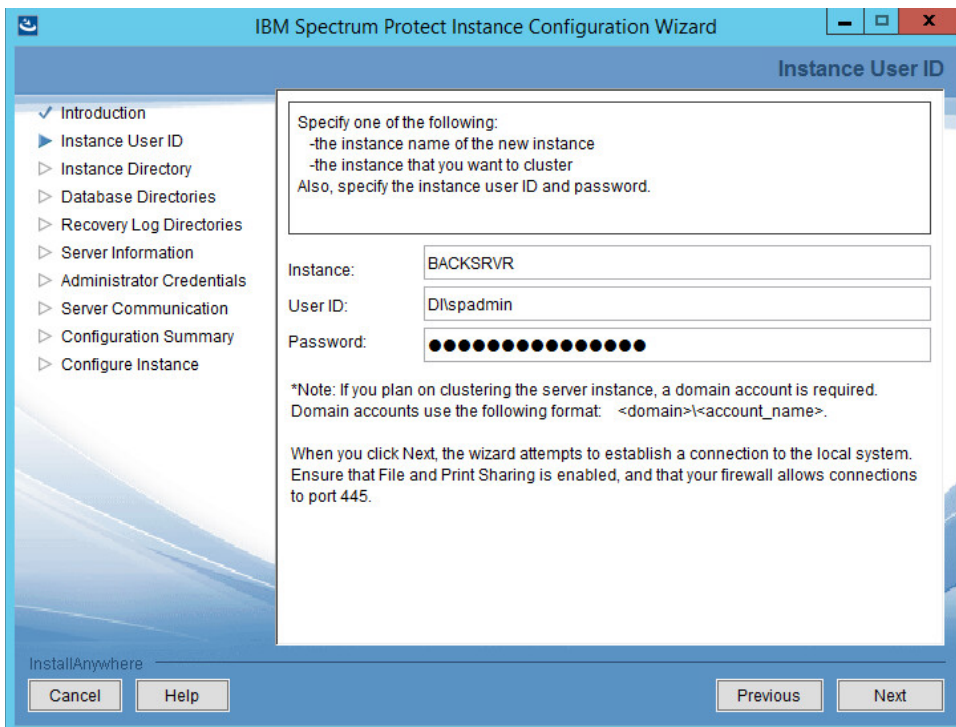 IBM Spectrum Protect Instance Configuration Wizard
Instance User ID
Introduction
Instance User ID
Instance Directory
Database Directories
Recovery Log Directories
Server Information
Administrator Credentials
Server Communication
Configuration Summary
Configure Instance
Specify one of the following:
-the instance name of the new instance
-the instance that you want to cluster
Also, specify the instance user ID and password.
Instance: BACKSRVR
User ID: DI\spadmin
Password: ●●●●●●●●●●●●●●●
*Note: If you plan on clustering the server instance, a domain account is required.
Domain accounts use the following format: <domain>\<account_name>.
When you click Next, the wizard attempts to establish a connection to the local system.
Ensure that File and Print Sharing is enabled, and that your firewall allows connections
to port 445.
InstallAnywhere
Cancel Help Previous Next